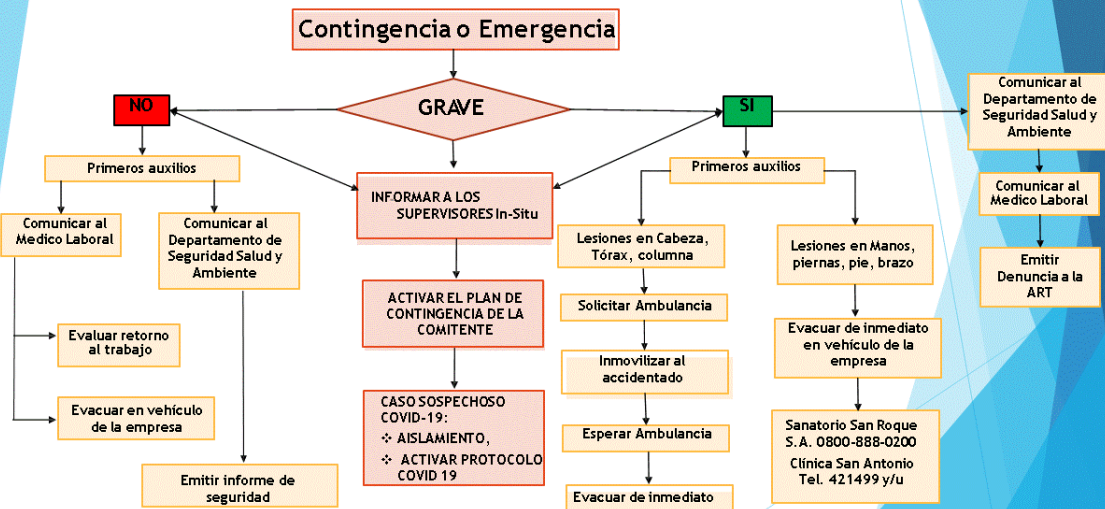 Contingencia o Emergencia
GRAVE
NO
SI
Comunicar al
Departamento de
Seguridad Salud y
Ambiente
Comunicar al
Medico Laboral
Emitir
Denuncia a la
ART
Primeros auxilios
Comunicar al
Medico Laboral
Comunicar al
Departamento de
Seguridad Salud y
Ambiente
Evaluar retorno
al trabajo
Evacuar en vehículo
de la empresa
Emitir informe de
seguridad
INFORMAR A LOS
SUPERVISORES In-Situ
ACTIVAR EL PLAN DE
CONTINGENCIA DE LA
COMITENTE
CASO SOSPECHOSO
COVID-19:
❖ AISLAMIENTO,
❖ ACTIVAR PROTOCOLO
COVID 19
Primeros auxilios
Lesiones en Cabeza,
Tórax, columna
Solicitar Ambulancia
Inmovilizar al
accidentado
Esperar Ambulancia
Evacuar de inmediato
Lesiones en Manos,
piernas, pie, brazo
Evacuar de inmediato
en vehículo de la
empresa
Sanatorio San Roque
S.A. 0800-888-0200
Clínica San Antonio
Tel. 421499 y/u